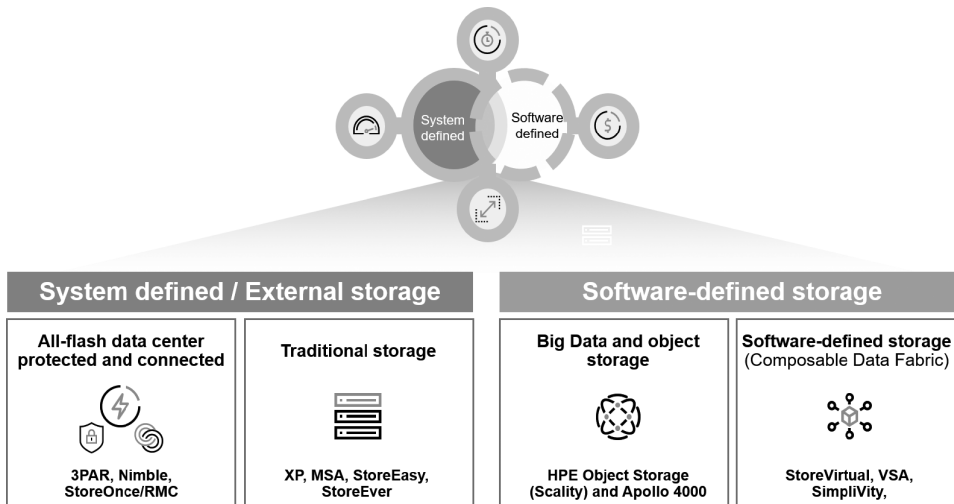 System
defined
Software
defined
$
System defined / External storage
Software-defined storage
All-flash data center
protected and connected
3PAR, Nimble,
StoreOnce/RMC
Traditional storage
XP, MSA, StoreEasy,
StoreEver
Big Data and object
storage
HPE Object Storage
(Scality) and Apollo 4000
Software-defined storage
(Composable Data Fabric)
StoreVirtual, VSA,
SimpliVity,